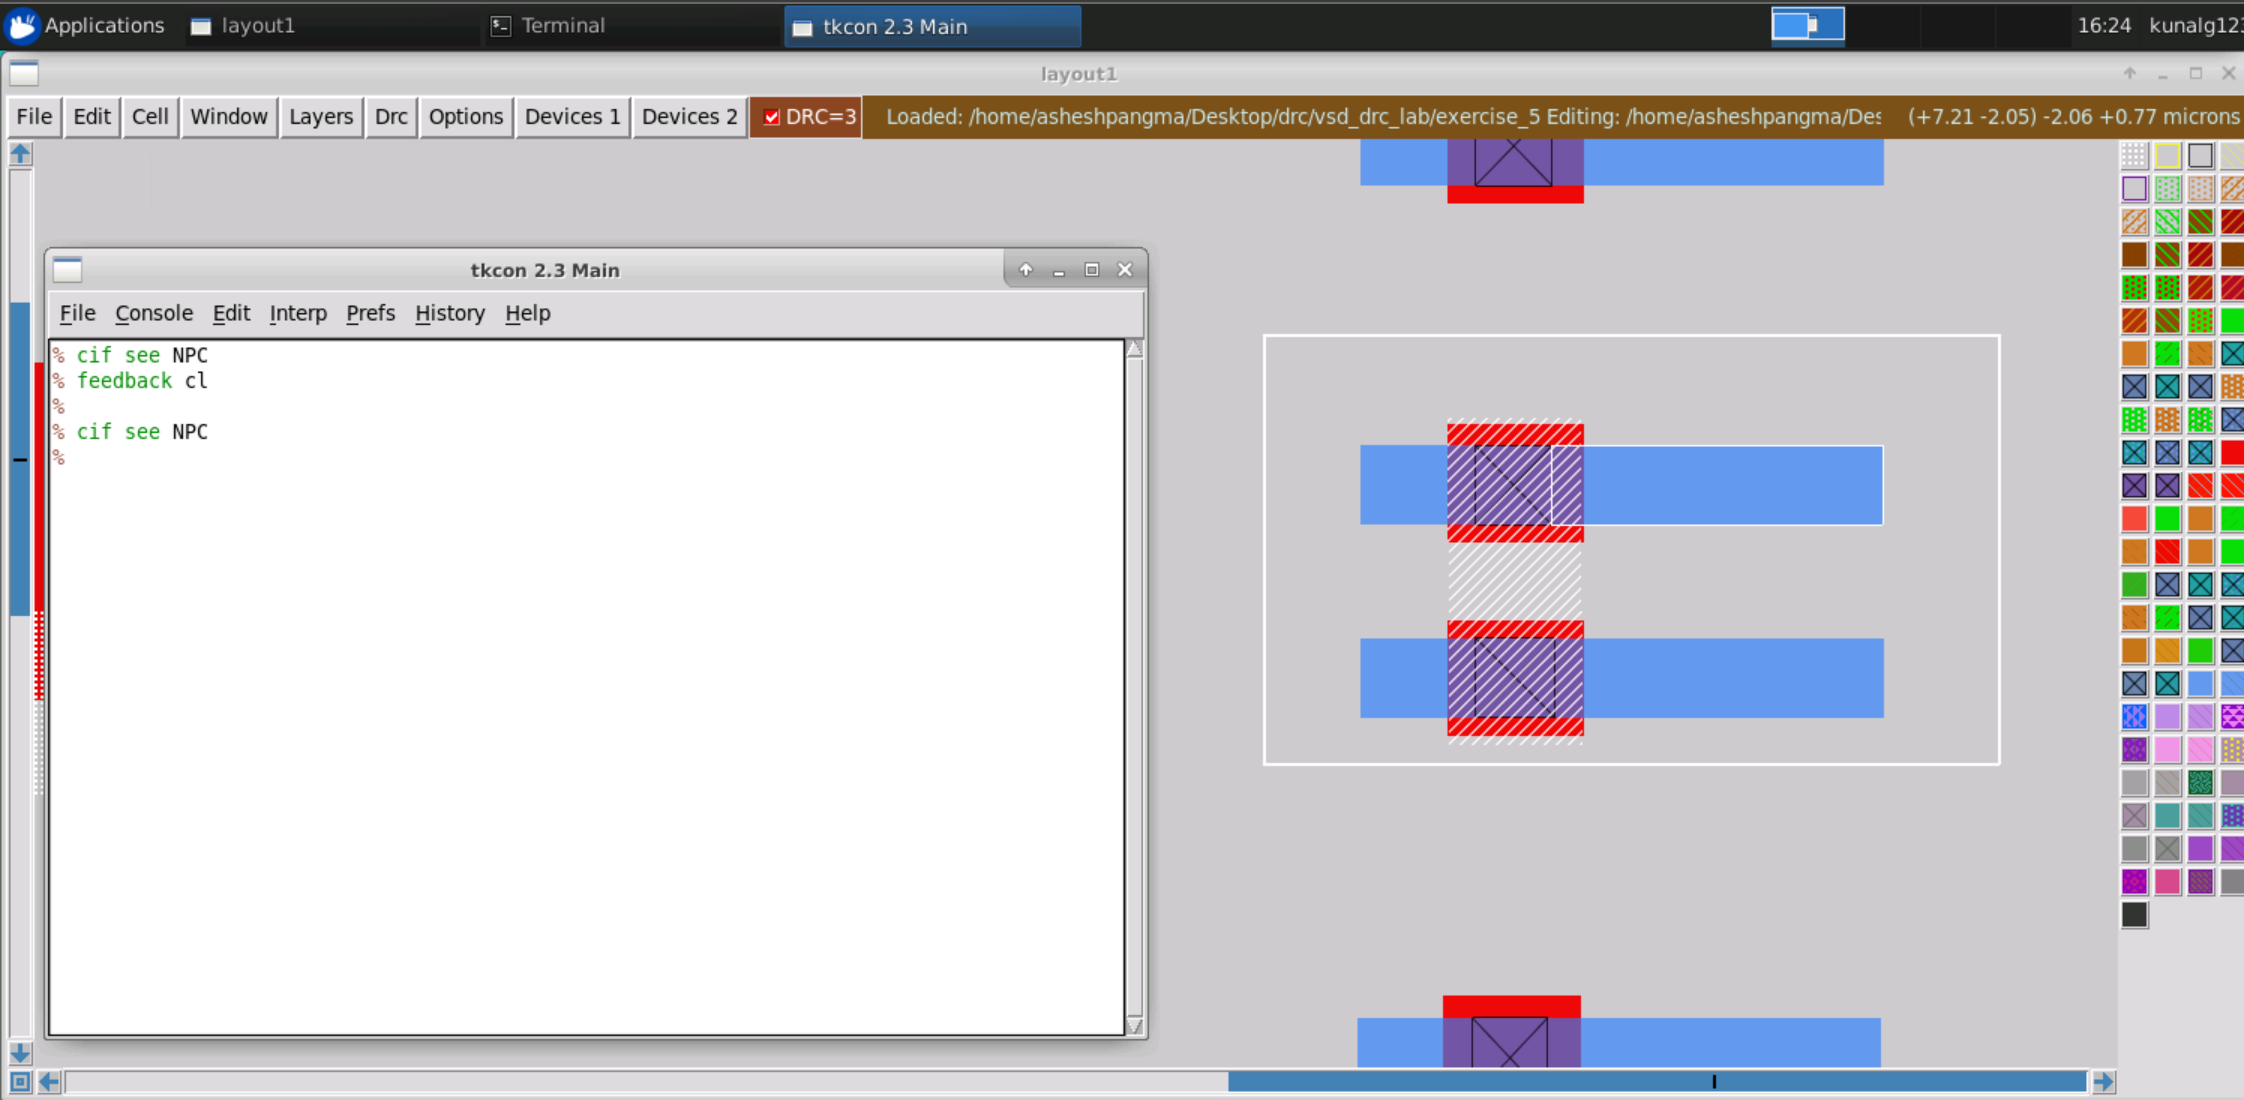 Applications layout1 Terminal tkcon 2.3 Main 16:24 kunalg123
layout1
File Edit Cell Window Layers Drc Options Devices 1 Devices 2 DRC=3 Loaded: /home/asheshpangma/Desktop/drc/vsd_drc_lab/exercise_5 Editing: /home/asheshpangma/Des (+7.21 -2.05) -2.06 +0.77 microns
tkcon 2.3 Main
File Console Edit Interp Prefs History Help
% cif see NPC
% feedback cl
%
% cif see NPC
%